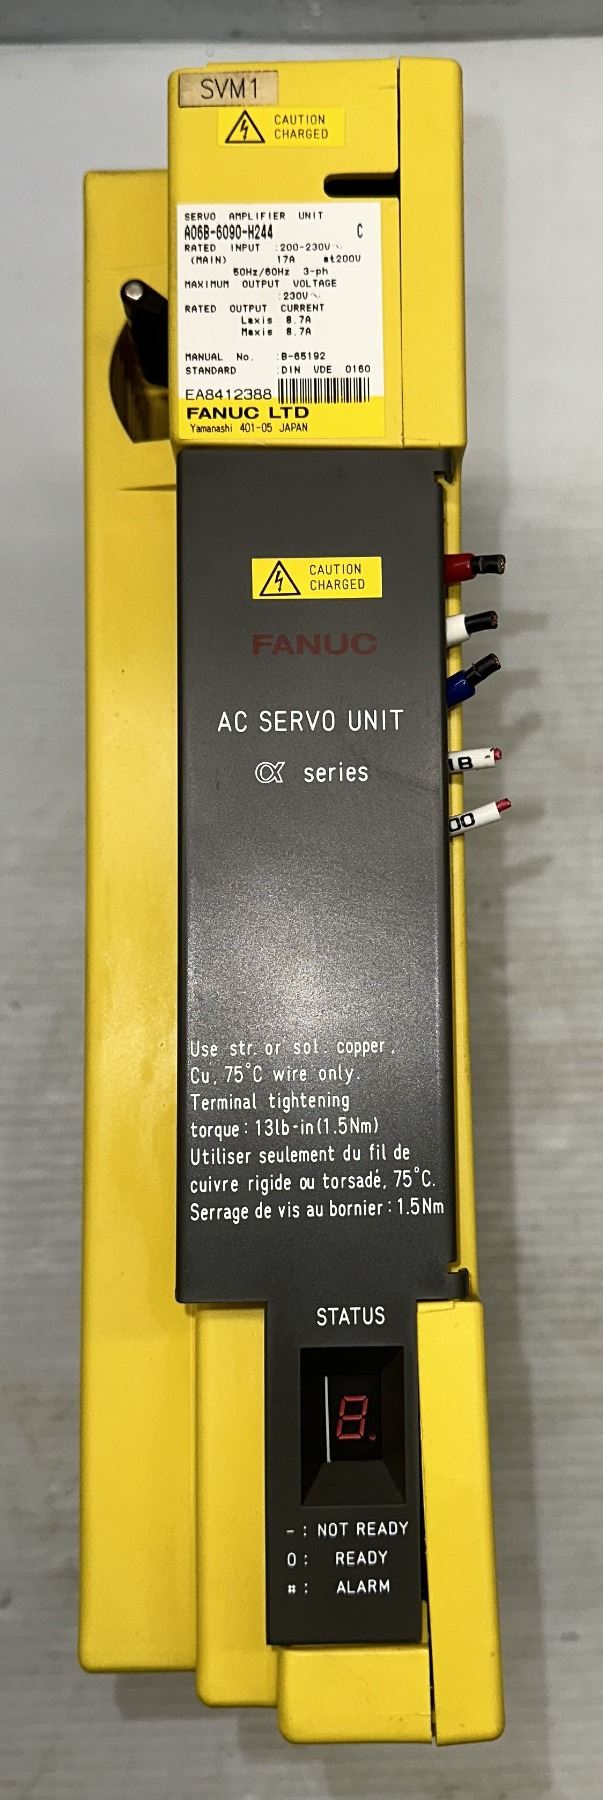 SVM1
CAUTION
CHARGED
SERVO AMPLIFIER UNIT
A06B-6090-H244 C
RATED INPUT :200-230V~
(MAIN) 17A at200V
50Hz/60Hz 3-ph
MAXIMUM OUTPUT VOLTAGE
:230V~
RATED OUTPUT CURRENT
Laxis 8.7A
Maxis 8.7A
MANUAL No. :B-65192
STANDARD :DIN VDE 0160
EA8412388
FANUC LTD
Yamanashi 401-05 JAPAN
CAUTION
CHARGED
FANUC
AC SERVO UNIT
α series
18
00
Use str. or sol. copper,
Cu, 75°C wire only.
Terminal tightening
torque: 13lb-in(1.5Nm)
Utiliser seulement du fil de
cuivre rigide ou torsadé, 75°C.
Serrage de vis au bornier: 1.5Nm
STATUS
8.
-: NOT READY
0: READY
#: ALARM